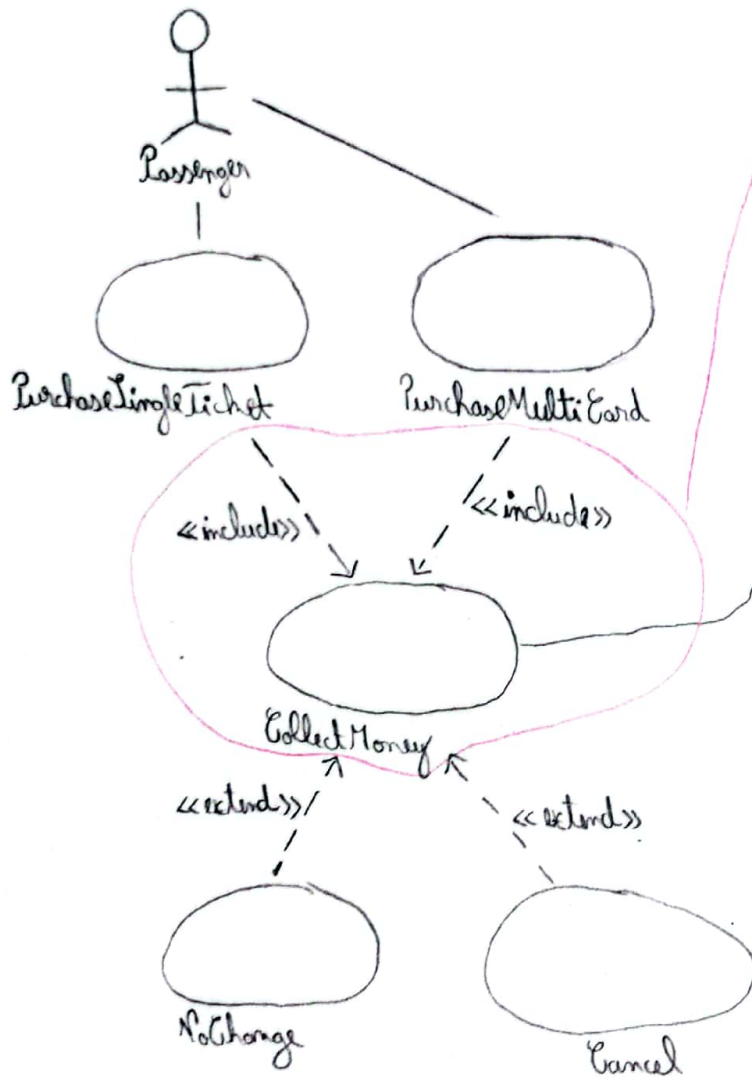 Passenger
PurchaseSingleTicket
PurchaseMultiCard
<<include>>
<<include>>
CollectMoney
<<extend>>
<<extend>>
NoChange
Cancel